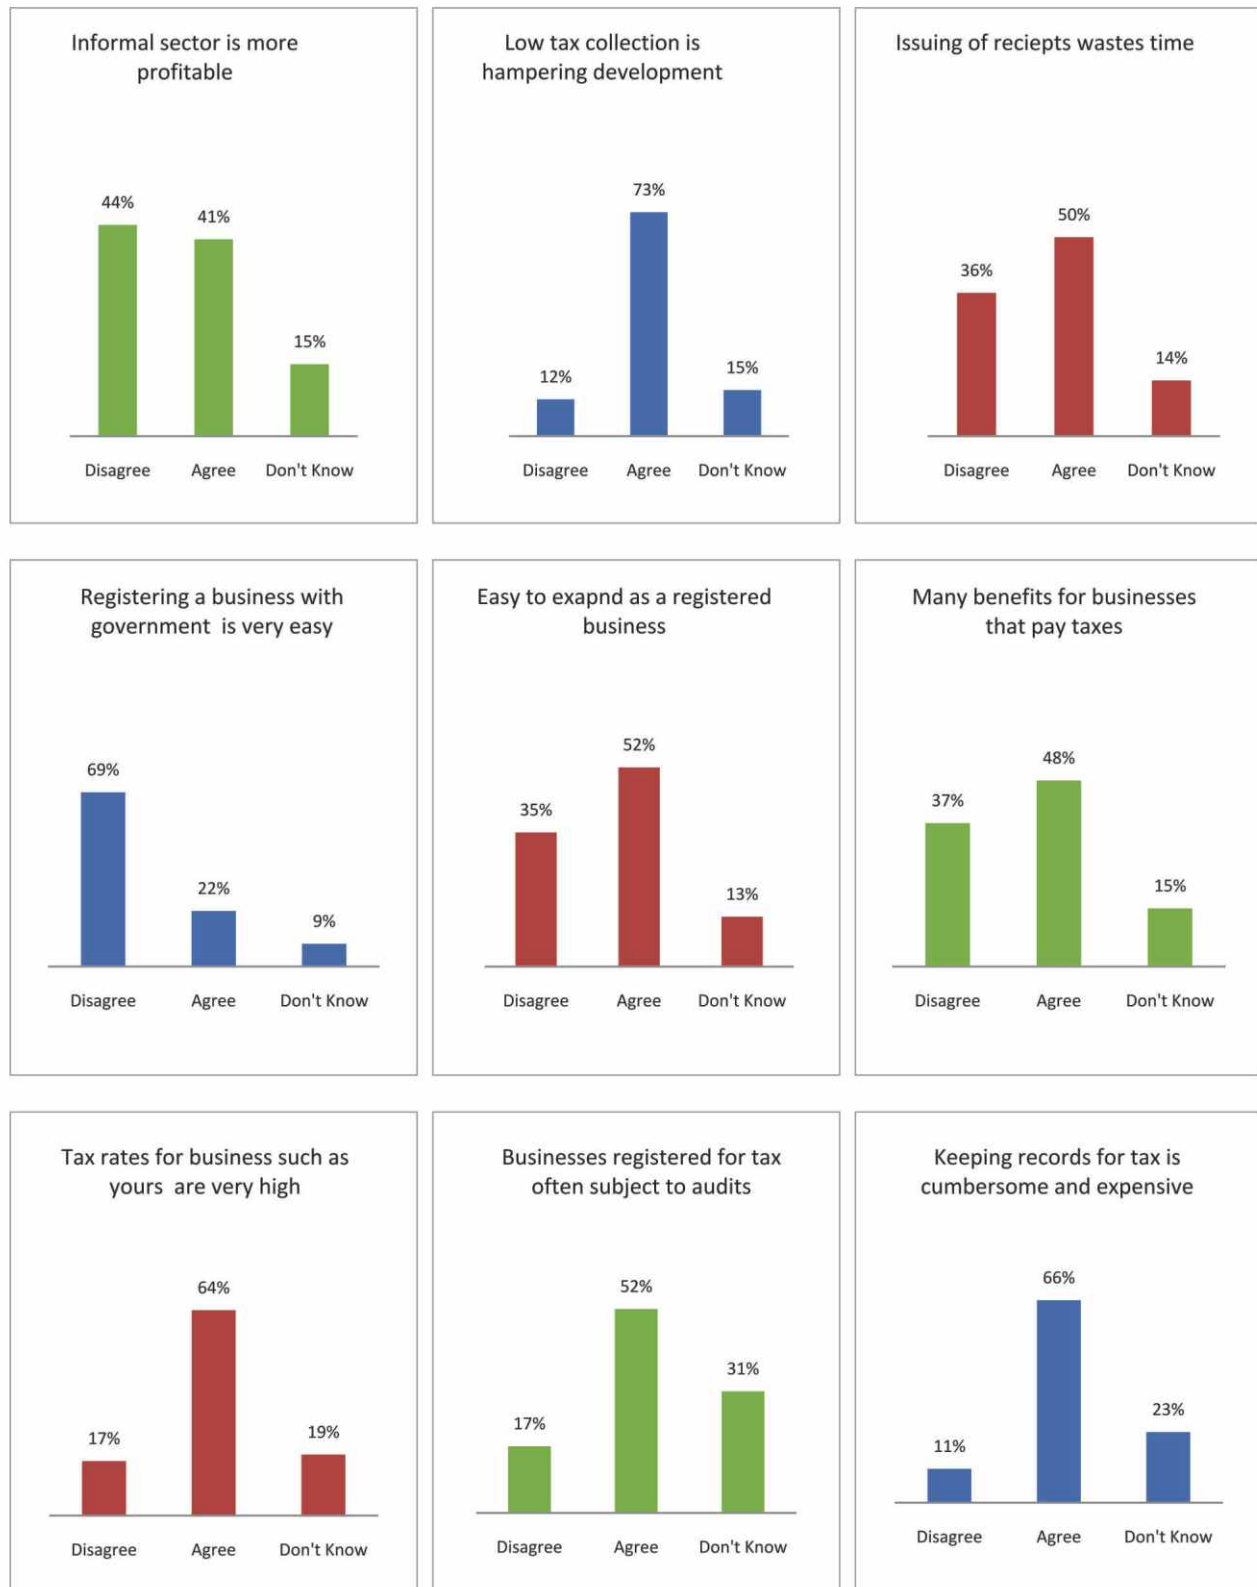 Informal sector is more
profitable
44%
41%
15%
Disagree
Agree
Don't Know
Low tax collection is
hampering development
73%
12%
15%
Disagree
Agree
Don't Know
Issuing of reciepts wastes time
50%
36%
14%
Disagree
Agree
Don't Know
Registering a business with
government is very easy
69%
22%
9%
Disagree
Agree
Don't Know
Easy to exapnd as a registered
business
52%
35%
13%
Disagree
Agree
Don't Know
Many benefits for businesses
that pay taxes
48%
37%
15%
Disagree
Agree
Don't Know
Tax rates for business such as
yours are very high
64%
17%
19%
Disagree
Agree
Don't Know
Businesses registered for tax
often subject to audits
52%
31%
17%
Disagree
Agree
Don't Know
Keeping records for tax is
cumbersome and expensive
66%
23%
11%
Disagree
Agree
Don't Know